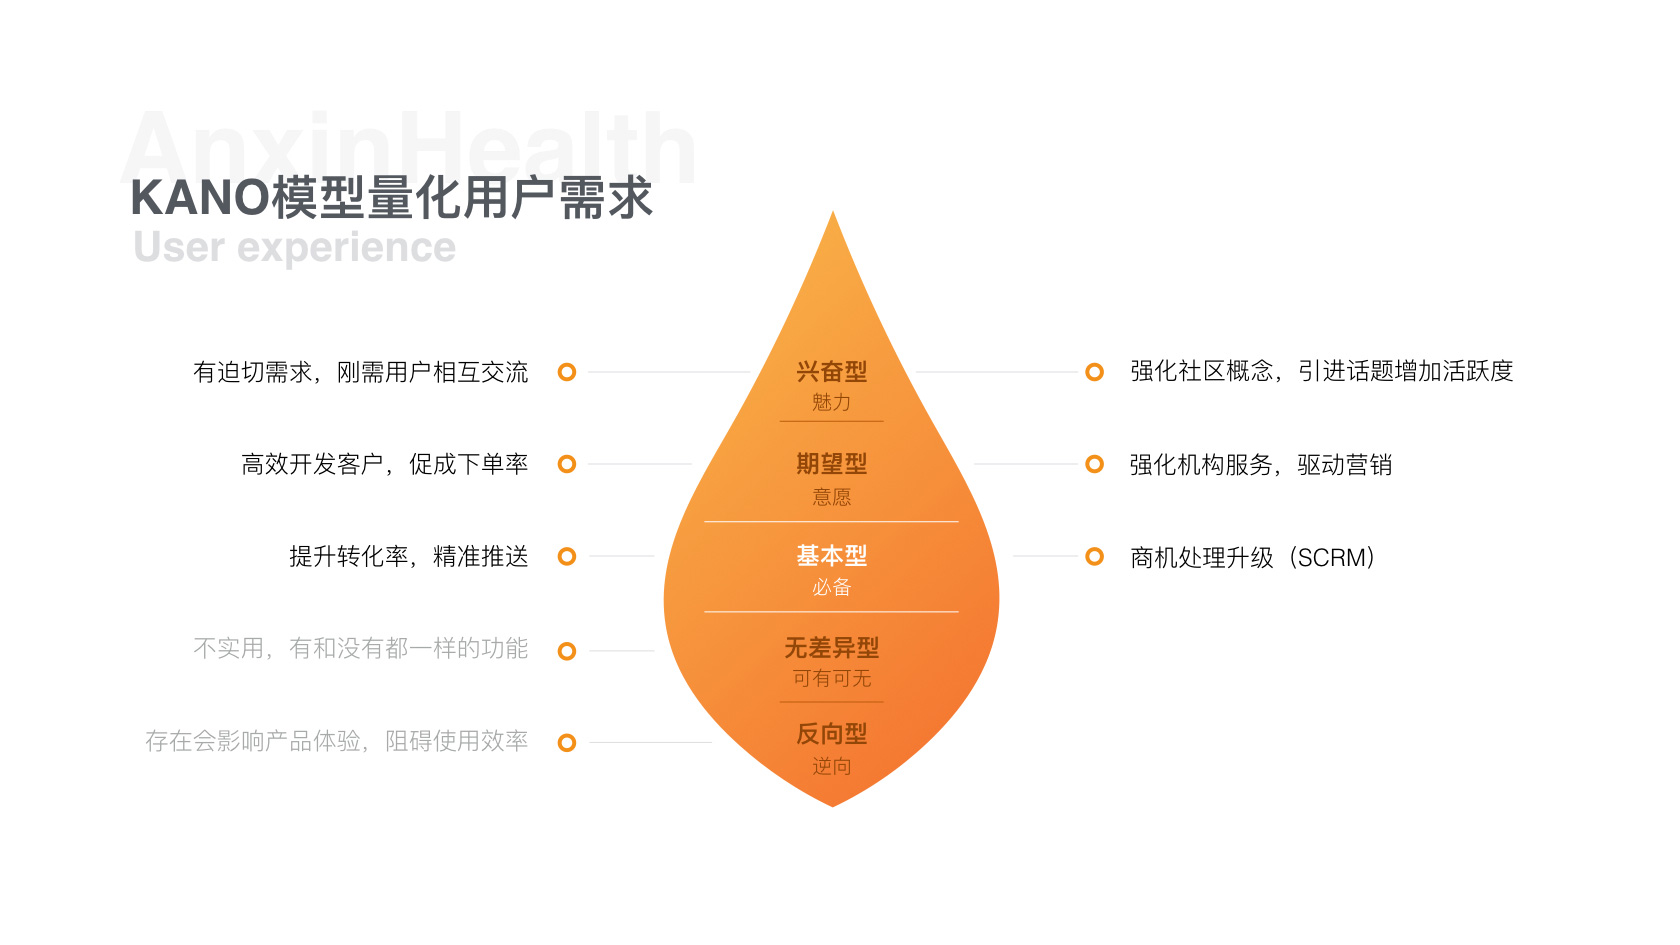 AnxinHealth
KANO模型量化用户需求
User experience
有迫切需求，刚需用户相互交流
兴奋型
魅力
强化社区概念，引进话题增加活跃度
高效开发客户，促成下单率
期望型
意愿
强化机构服务，驱动营销
提升转化率，精准推送
基本型
必备
商机处理升级（SCRM）
不实用，有和没有都一样的功能
无差异型
可有可无
存在会影响产品体验，阻碍使用效率
反向型
逆向